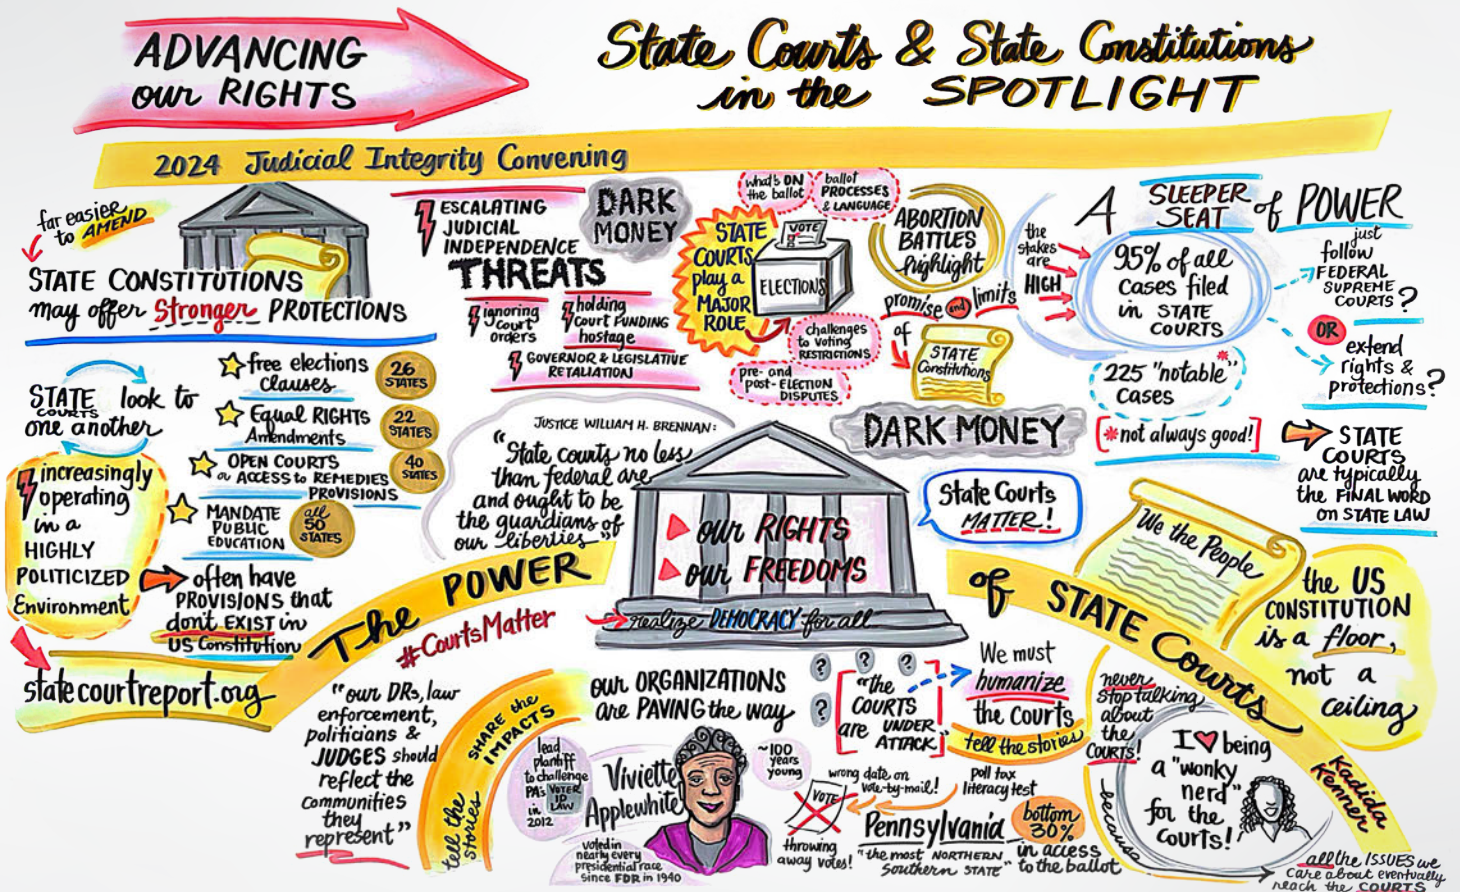 ADVANCING
our RIGHTS
State Courts & State Constitutions
in the SPOTLIGHT
2024 Judicial Integrity Convening
far easier
to AMEND
STATE CONSTITUTIONS
may offer Stronger PROTECTIONS
STATE
COURTS
look to
one another
increasingly
operating
in a
HIGHLY
POLITICIZED
Environment
free elections
clauses
26
STATES
Equal RIGHTS
Amendments
22
STATES
OPEN COURTS
or ACCESS to REMEDIES
PROVISIONS
40
STATES
MANDATE
PUBLIC
EDUCATION
all
50
STATES
often have
PROVISIONS that
don't EXIST in
US Constitution
statecourtreport.org
ESCALATING
JUDICIAL
INDEPENDENCE
THREATS
ignoring
court
orders
holding
court FUNDING
hostage
GOVERNOR & LEGISLATIVE
RETALIATION
DARK
MONEY
STATE
COURTS
play a
MAJOR
ROLE
VOTE
ELECTIONS
what's ON
the ballot
ballot
PROCESSES
& LANGUAGE
challenges
to voting
RESTRICTIONS
pre- and
post-ELECTION
DISPUTES
ABORTION
BATTLES
highlight
promise and limits
of
STATE
Constitutions
A SLEEPER
SEAT of POWER
the
stakes
are
HIGH
95% of all
cases filed
in STATE
COURTS
just
follow
FEDERAL
SUPREME
COURTS?
OR
extend
rights &
protections?
225 "notable"*
cases
[*not always good!]
STATE
COURTS
are typically
the FINAL WORD
on STATE LAW
JUSTICE WILLIAM H. BRENNAN:
"State courts no less
than federal are
and ought to be
the guardians of
our liberties"
DARK MONEY
State Courts
MATTER!
our RIGHTS
our FREEDOMS
realize DEMOCRACY for all
The POWER
of STATE Courts
#CourtsMatter
We the People
the US
CONSTITUTION
is a floor,
not a
ceiling
"our DRs, law
enforcement,
politicians &
JUDGES should
reflect the
communities
they
represent"
SHARE the
IMPACTS
tell the
stories
our ORGANIZATIONS
are PAVING the way
lead
plantiff
to challenge
PA's VOTER
ID
LAW
in
2012
Viviette
Applewhite
~100
years
young
voted in
nearly every
presidential race
since FDR in 1940
? ? ? ?
"the
COURTS
are UNDER
ATTACK"
We must
humanize
the Courts
tell the stories
wrong date on
vote-by-mail!
poll tax
literacy test
VOTE
throwing
away votes!
Pennsylvania
"the most NORTHERN
Southern STATE"
bottom
30%
in access
to the ballot
never
stop talking
about
the
COURTS!
because
I ♥ being
a "wonky
nerd"
for the
courts!
Kadida
Kenner
all the ISSUES we
care about eventually
reach the COURTS